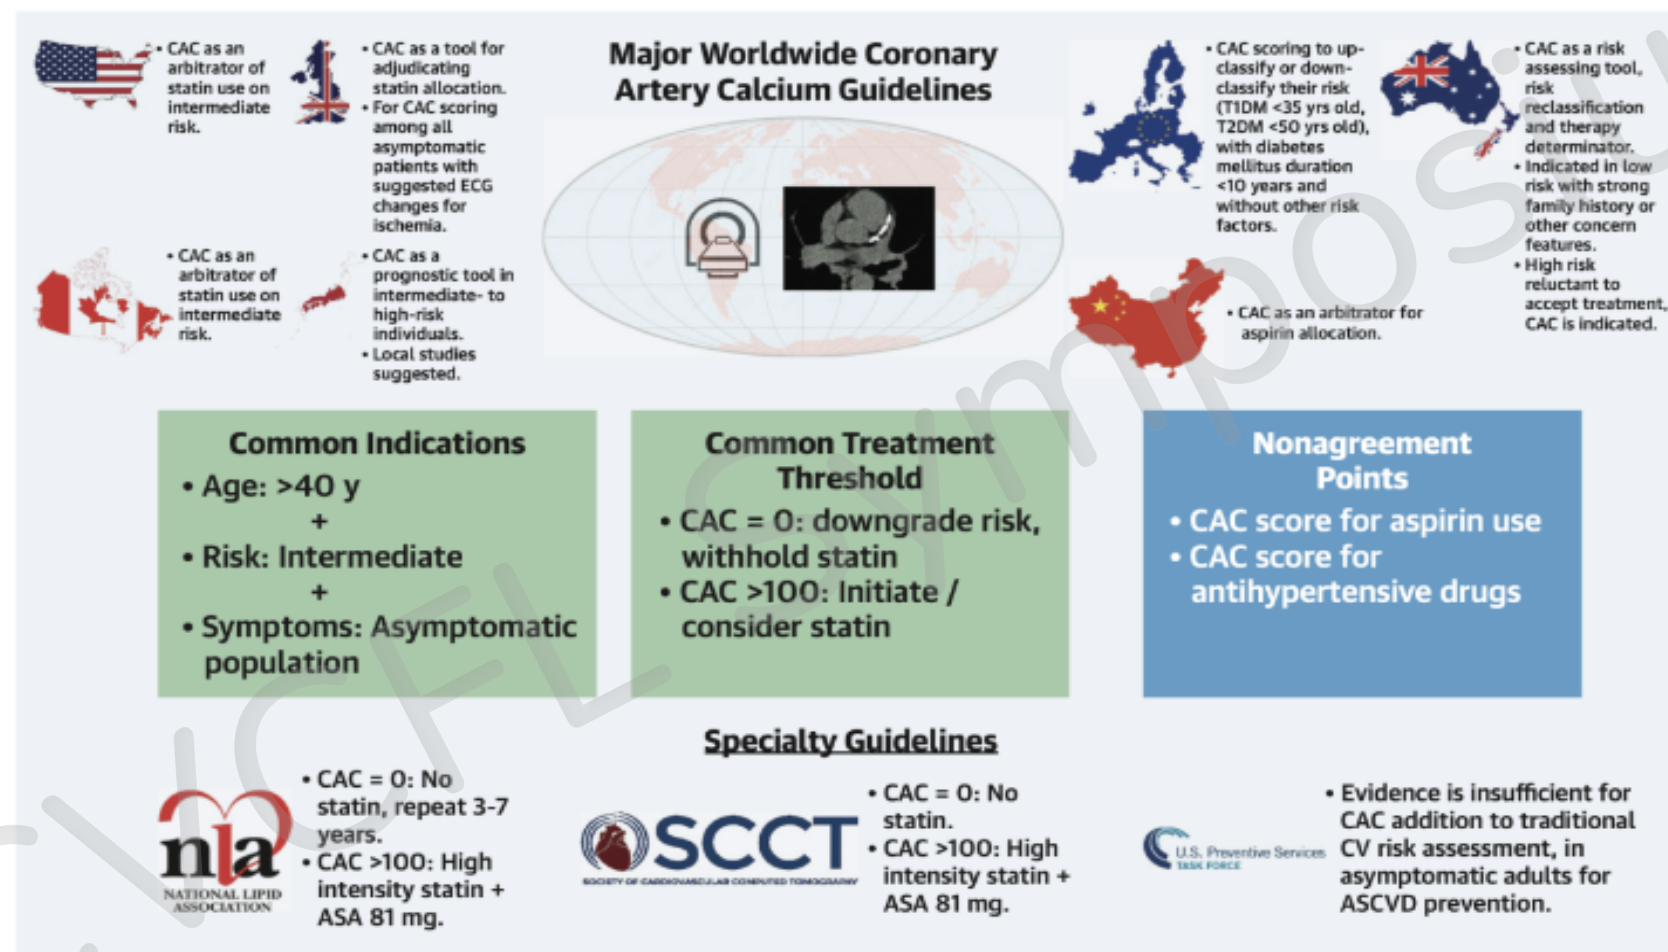 Major Worldwide Coronary
Artery Calcium Guidelines
• CAC as an
arbitrator of
statin use on
intermediate
risk.
• CAC as a tool for
adjudicating
statin allocation.
• For CAC scoring
among all
asymptomatic
patients with
suggested ECG
changes for
ischemia.
• CAC scoring to up-
classify or down-
classify their risk
(T1DM <35 yrs old,
T2DM <50 yrs old),
with diabetes
mellitus duration
<10 years and
without other risk
factors.
• CAC as a risk
assessing tool,
risk
reclassification
and therapy
determinator.
• Indicated in low
risk with strong
family history or
other concern
features.
• High risk
reluctant to
accept treatment,
CAC is indicated.
• CAC as an
arbitrator of
statin use on
intermediate
risk.
• CAC as a
prognostic tool in
intermediate- to
high-risk
individuals.
• Local studies
suggested.
• CAC as an arbitrator for
aspirin allocation.
Common Indications
• Age: >40 y
+
• Risk: Intermediate
+
• Symptoms: Asymptomatic
population
Common Treatment
Threshold
• CAC = 0: downgrade risk,
withhold statin
• CAC >100: Initiate /
consider statin
Nonagreement
Points
• CAC score for aspirin use
• CAC score for
antihypertensive drugs
Specialty Guidelines
nla
NATIONAL LIPID
ASSOCIATION
• CAC = 0: No
statin, repeat 3-7
years.
• CAC >100: High
intensity statin +
ASA 81 mg.
SCCT
SOCIETY OF CARDIOVASCULAR COMPUTED TOMOGRAPHY
• CAC = 0: No
statin.
• CAC >100: High
intensity statin +
ASA 81 mg.
U.S. Preventive Services
TASK FORCE
• Evidence is insufficient for
CAC addition to traditional
CV risk assessment, in
asymptomatic adults for
ASCVD prevention.